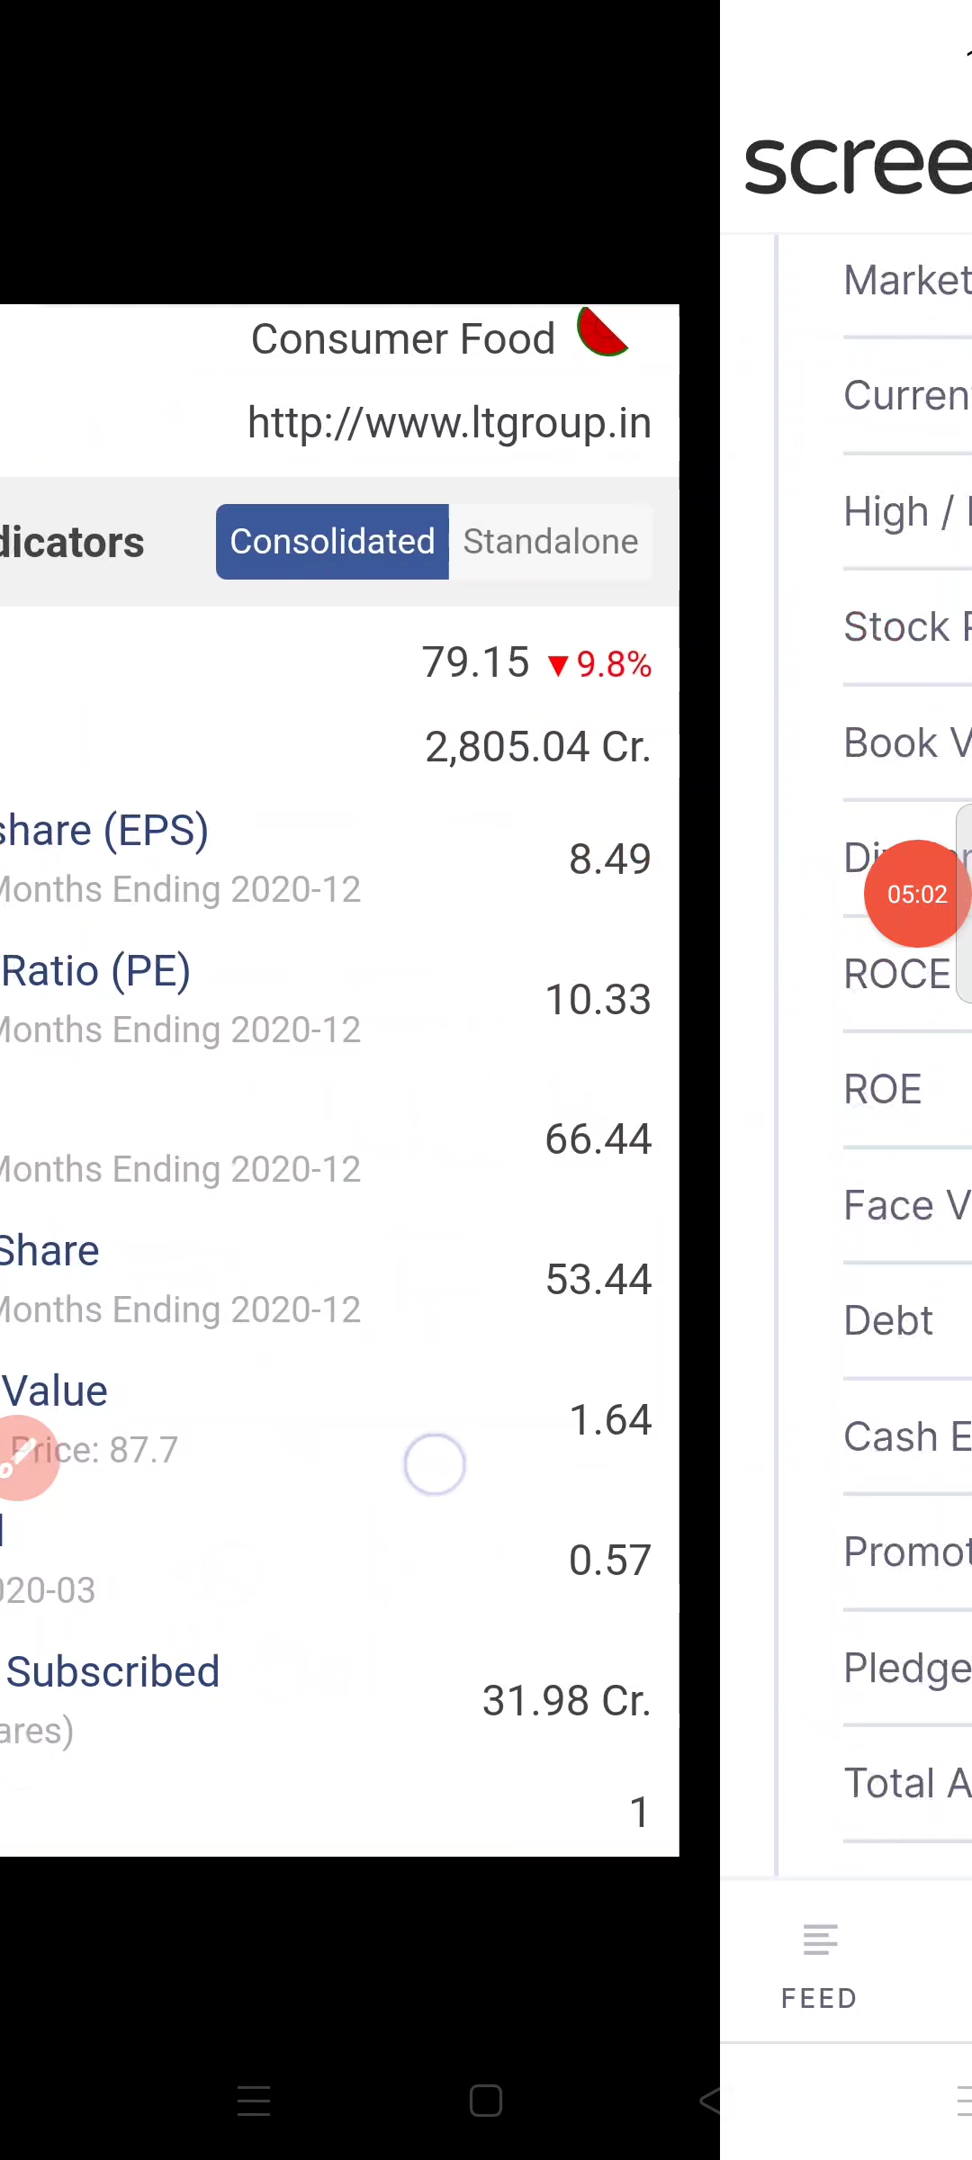 Consumer Food
http://www.ltgroup.in
dicators
Consolidated
Standalone
79.15 ▼9.8%
2,805.04 Cr.
share (EPS)
Months Ending 2020-12
8.49
Ratio (PE)
Months Ending 2020-12
10.33
Months Ending 2020-12
66.44
Share
Months Ending 2020-12
53.44
Value
Price: 87.7
1.64
020-03
0.57
Subscribed
ares)
31.98 Cr.
1
scree
Market
Current
High /
Stock P
Book V
05:02
ROCE
ROE
Face V
Debt
Cash E
Promot
Pledge
Total A
FEED